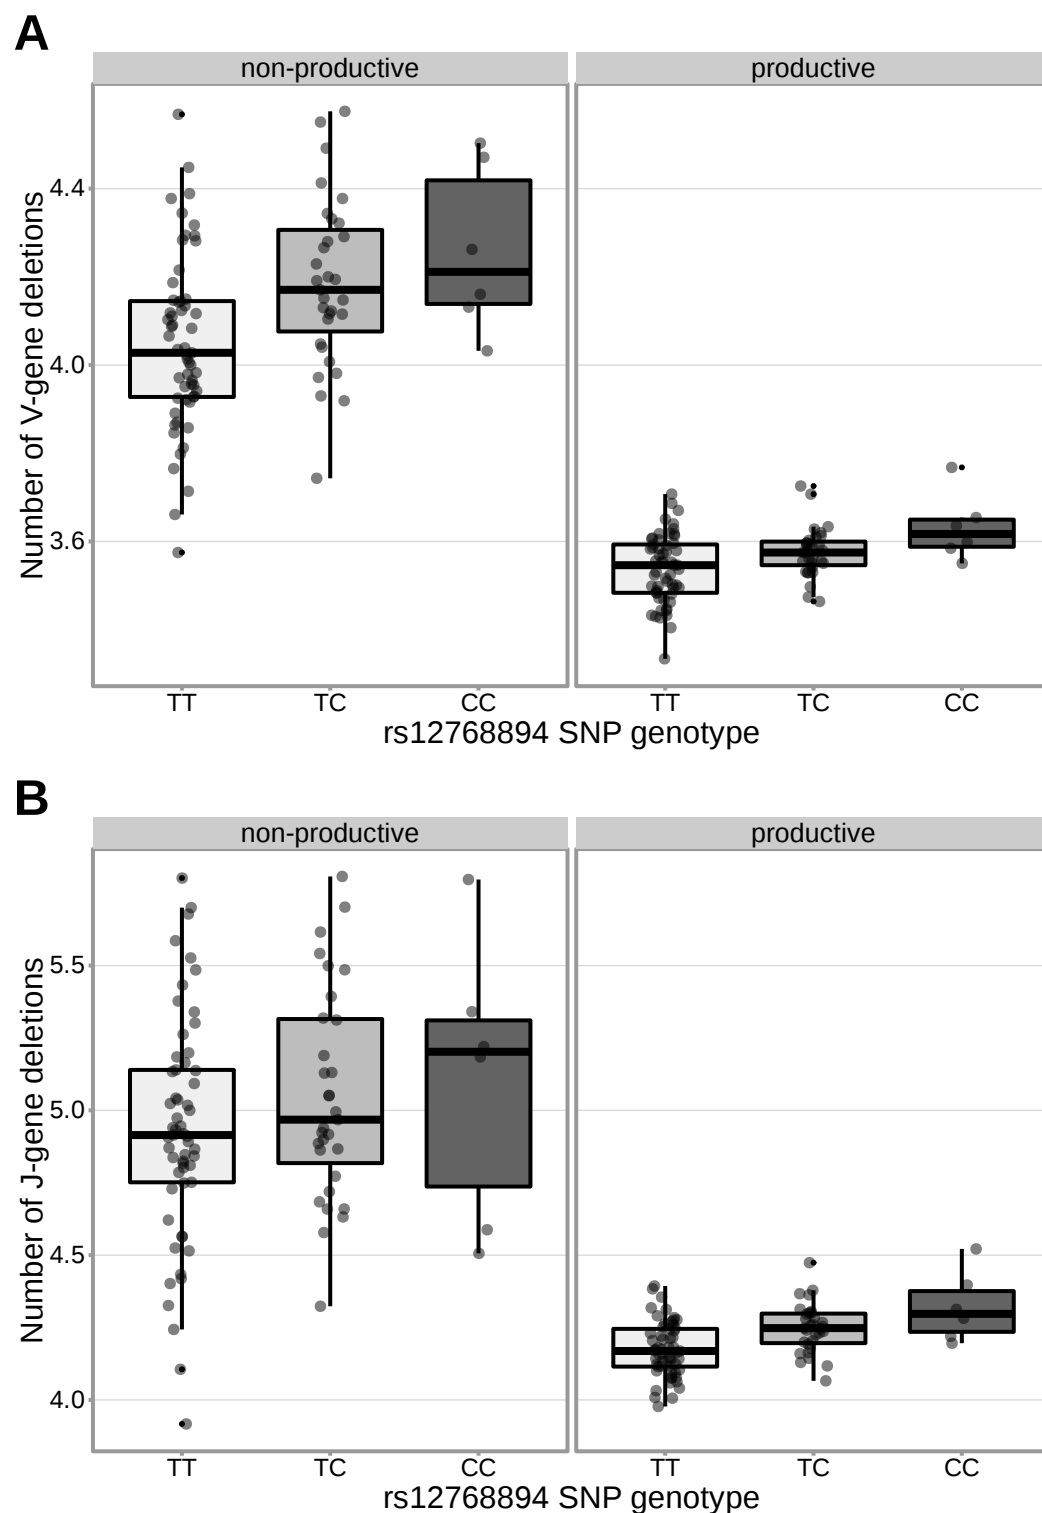 A
non-productive productive
Number of V-gene deletions
4.4
4.0
3.6
TT TC CC TT TC CC
rs12768894 SNP genotype
B
non-productive productive
Number of J-gene deletions
5.5
5.0
4.5
4.0
TT TC CC TT TC CC
rs12768894 SNP genotype